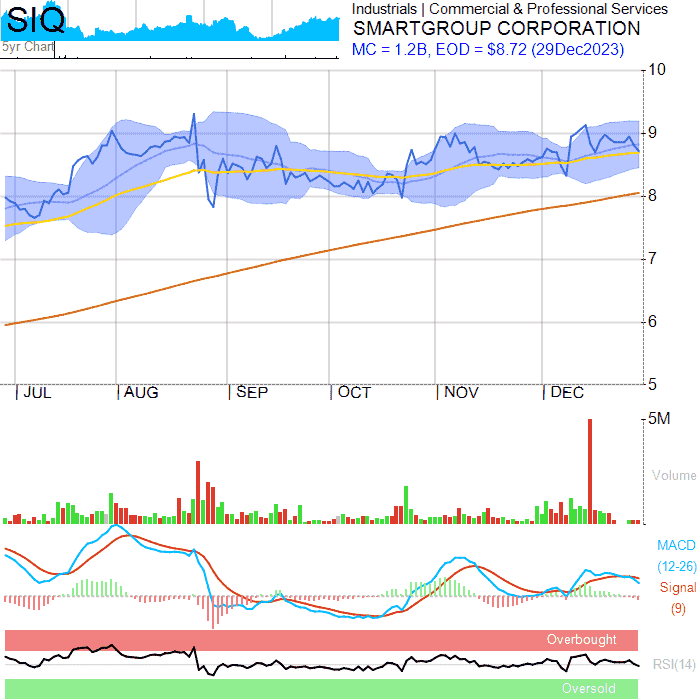 SIQ
5yr Chart
Industrials | Commercial & Professional Services
SMARTGROUP CORPORATION
MC = 1.2B, EOD = $8.72 (29Dec2023)
10
9
8
7
6
5
JUL AUG SEP OCT NOV DEC
5M
Volume
MACD
(12-26)
Signal
(9)
Overbought
RSI(14)
Oversold